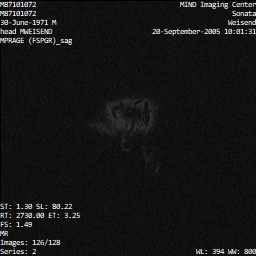 M87101072
M87101072
30-June-1971 M
head MWEISEND
MPRAGE (FSPGR)_sag
MIND Imaging Center
Sonata
Weisend
20-September-2005 10:01:31
ST: 1.30 SL: 80.22
RT: 2730.00 ET: 3.25
FS: 1.49
MR
Images: 126/128
Series: 2
WL: 394 WW: 800